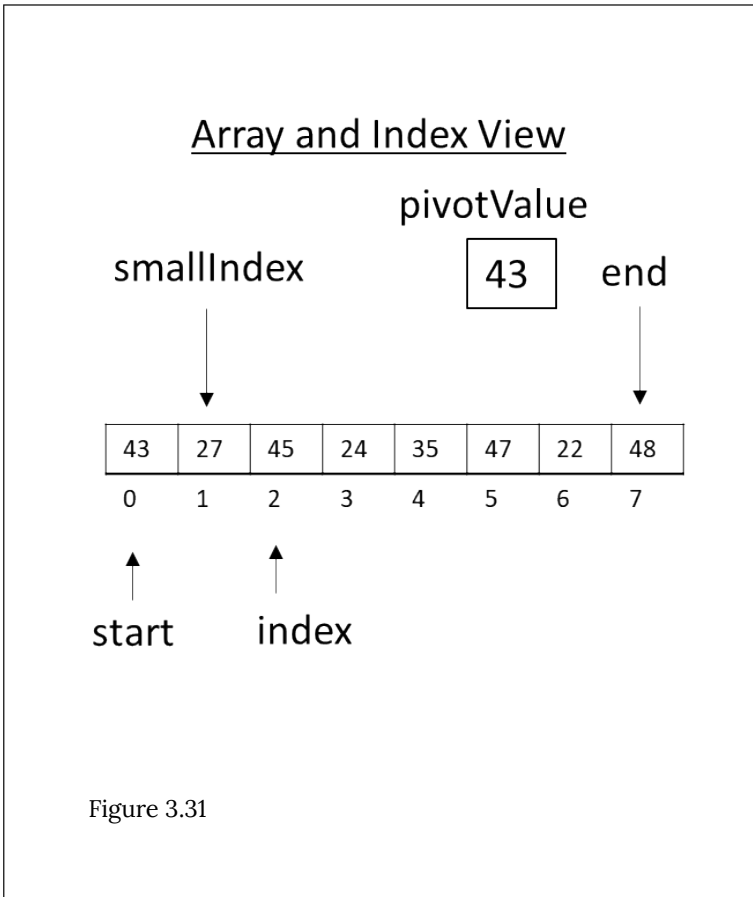 Array and Index View
pivotValue
smallIndex 43 end
43 27 45 24 35 47 22 48
0 1 2 3 4 5 6 7
start index
Figure 3.31